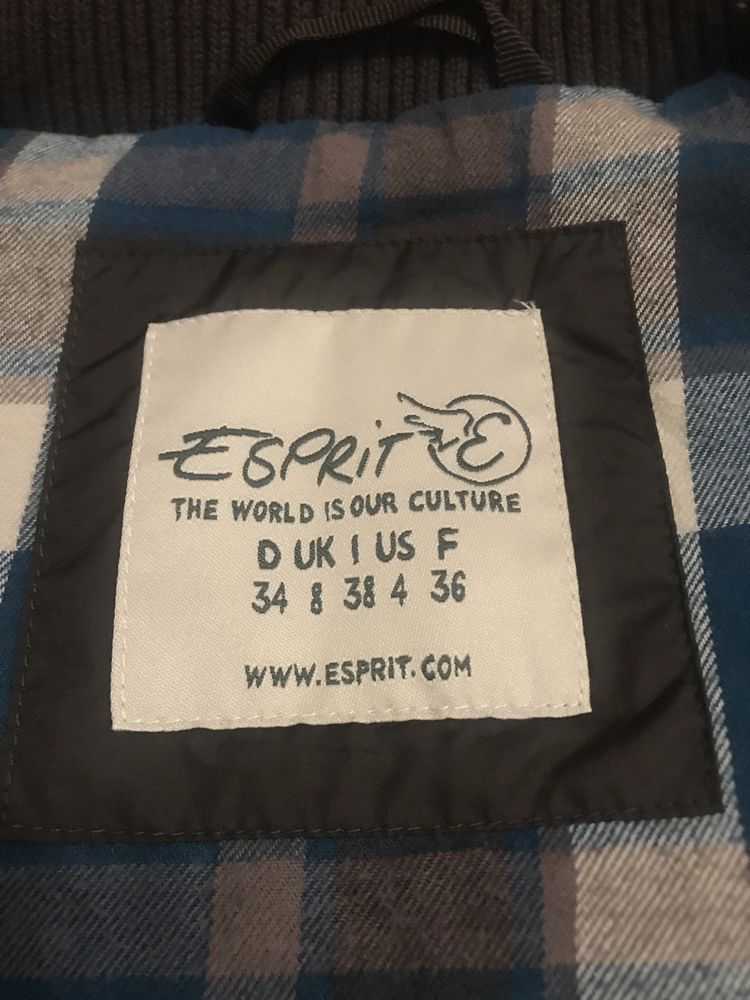 ESPRIT E
THE WORLD IS OUR CULTURE
D UK I US F
34 8 38 4 36
WWW.ESPRIT.COM